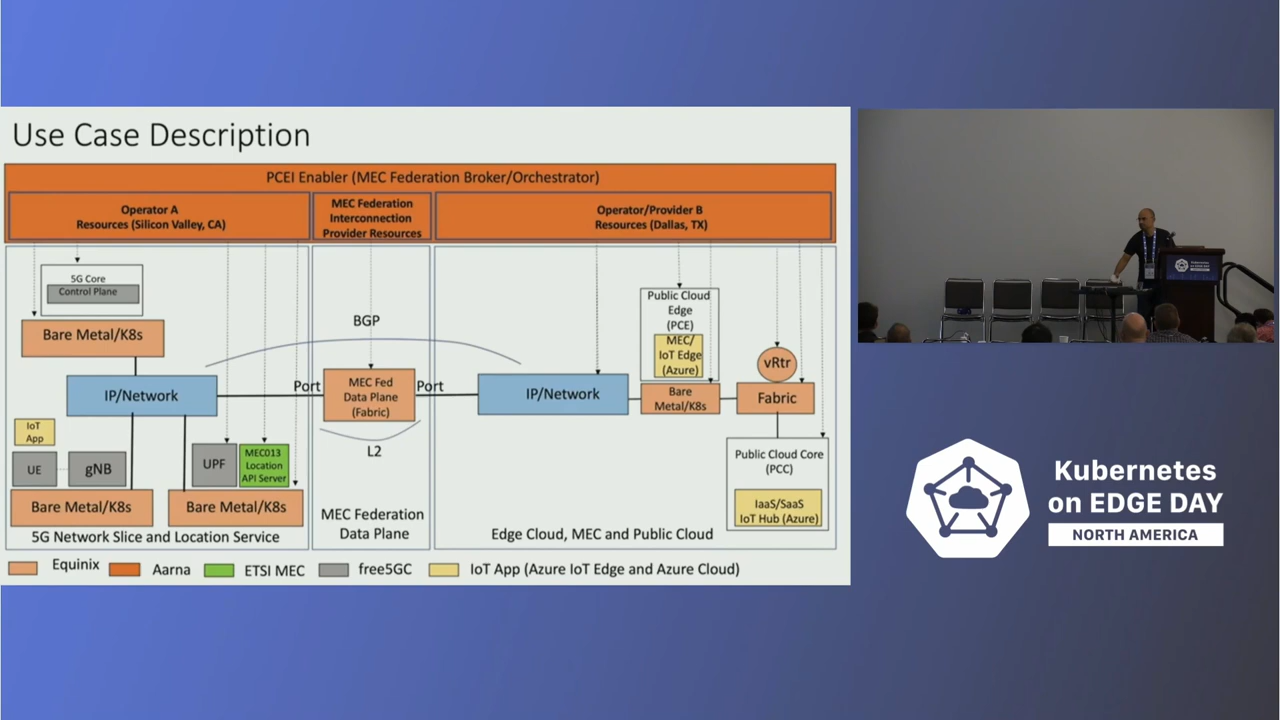 Use Case Description
PCEI Enabler (MEC Federation Broker/Orchestrator)
Operator A
Resources (Silicon Valley, CA)
MEC Federation
Interconnection
Provider Resources
Operator/Provider B
Resources (Dallas, TX)
5G Core
Control Plane
Bare Metal/K8s
IP/Network
IoT
App
UE
gNB
UPF
MEC013
Location
API Server
Bare Metal/K8s
Bare Metal/K8s
5G Network Slice and Location Service
BGP
Port
MEC Fed
Data Plane
(Fabric)
Port
L2
MEC Federation
Data Plane
IP/Network
Public Cloud
Edge
(PCE)
MEC/
IoT Edge
(Azure)
Bare
Metal/K8s
vRtr
Fabric
Public Cloud Core
(PCC)
IaaS/SaaS
IoT Hub (Azure)
Edge Cloud, MEC and Public Cloud
Equinix
Aarna
ETSI MEC
free5GC
IoT App (Azure IoT Edge and Azure Cloud)
Kubernetes
on EDGE DAY
Kubernetes
on EDGE DAY
NORTH AMERICA